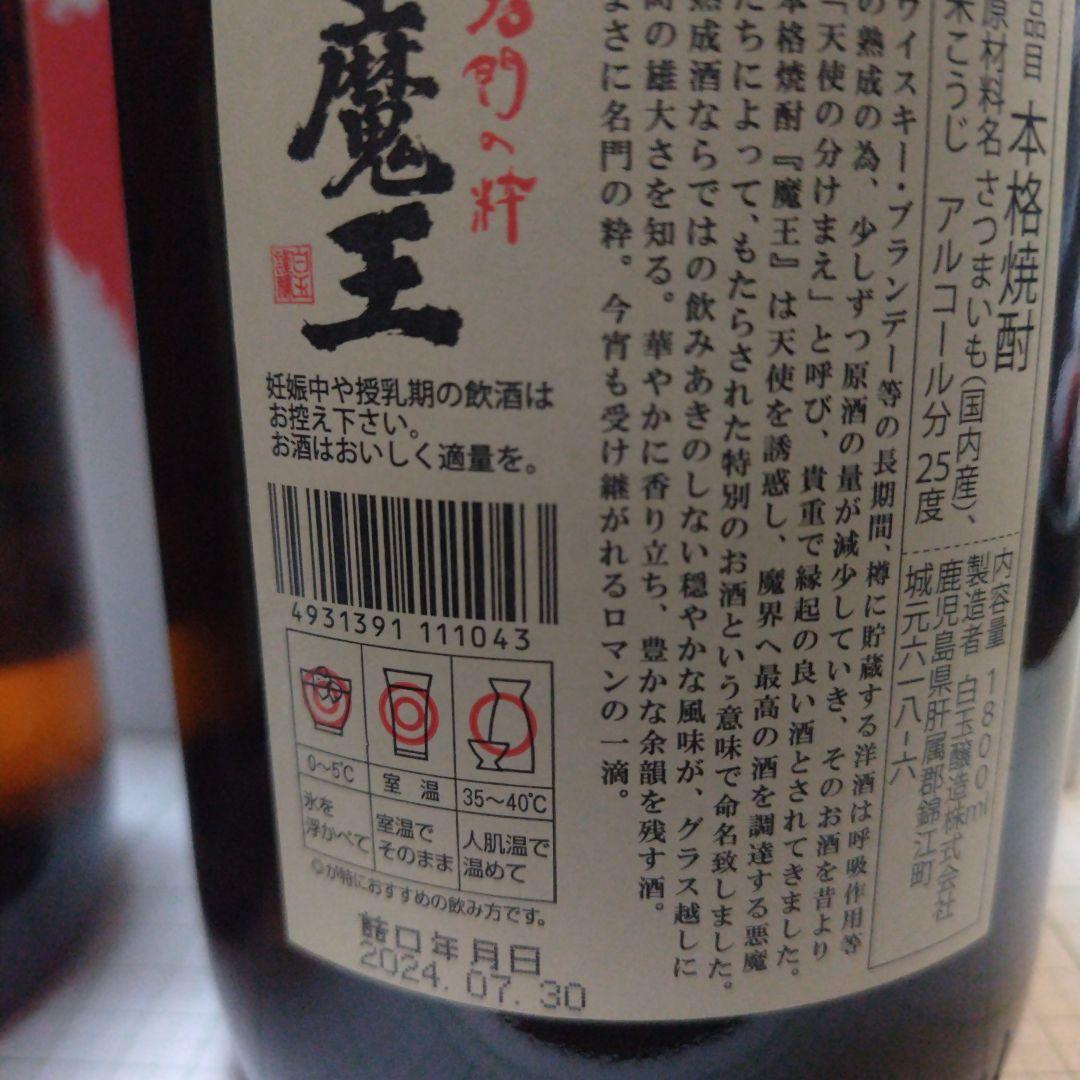 品目 本格焼酎
原材料名 さつまいも(国内産)、
米こうじ アルコール分 25度
内容量 1800ml
製造者 白玉醸造株式会社
鹿児島県肝属郡錦江町
城元六一八ー六
ウィスキー・ブランデー等の長期間、樽に貯蔵する洋酒は呼吸作用等
の熟成の為、少しずつ原酒の量が減少していき、そのお酒を昔より
「天使の分けまえ」と呼び、貴重で縁起の良い酒とされてきました。
本格焼酎『魔王』は天使を誘惑し、魔界へ最高の酒を調達する悪魔
たちによって、もたらされた特別のお酒という意味で命名致しました。
熟成酒ならではの飲みあきのしない穏やかな風味が、グラス越しに
の雄大さを知る。華やかに香り立ち、豊かな余韻を残す酒。
まさに名門の粋。今宵も受け継がれるロマンの一滴。
名門の粋
魔王
白玉
妊娠中や授乳期の飲酒は
お控え下さい。
お酒はおいしく適量を。
4931391 111043
0〜5℃ 室温 35〜40℃
氷を
浮かべて
室温で
そのまま
人肌温で
温めて
◎が特におすすめの飲み方です。
詰口年月日
2024. 07. 30